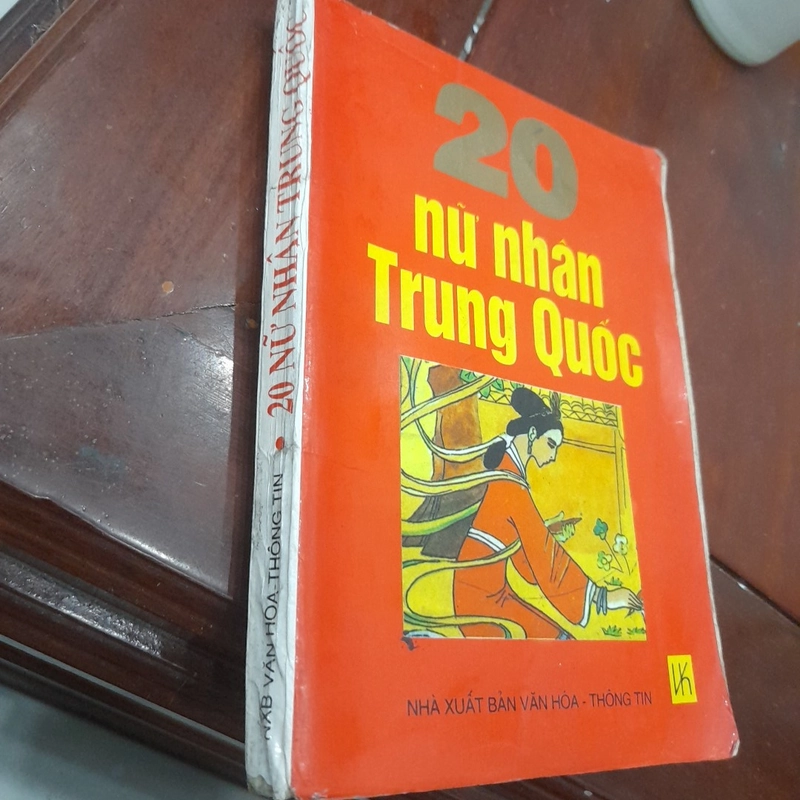 20
nữ nhân
Trung Quốc
NHÀ XUẤT BẢN VĂN HÓA - THÔNG TIN
VK
NXB VĂN HÓA-THÔNG TIN • 20 NỮ NHÂN TRUNG QUỐC